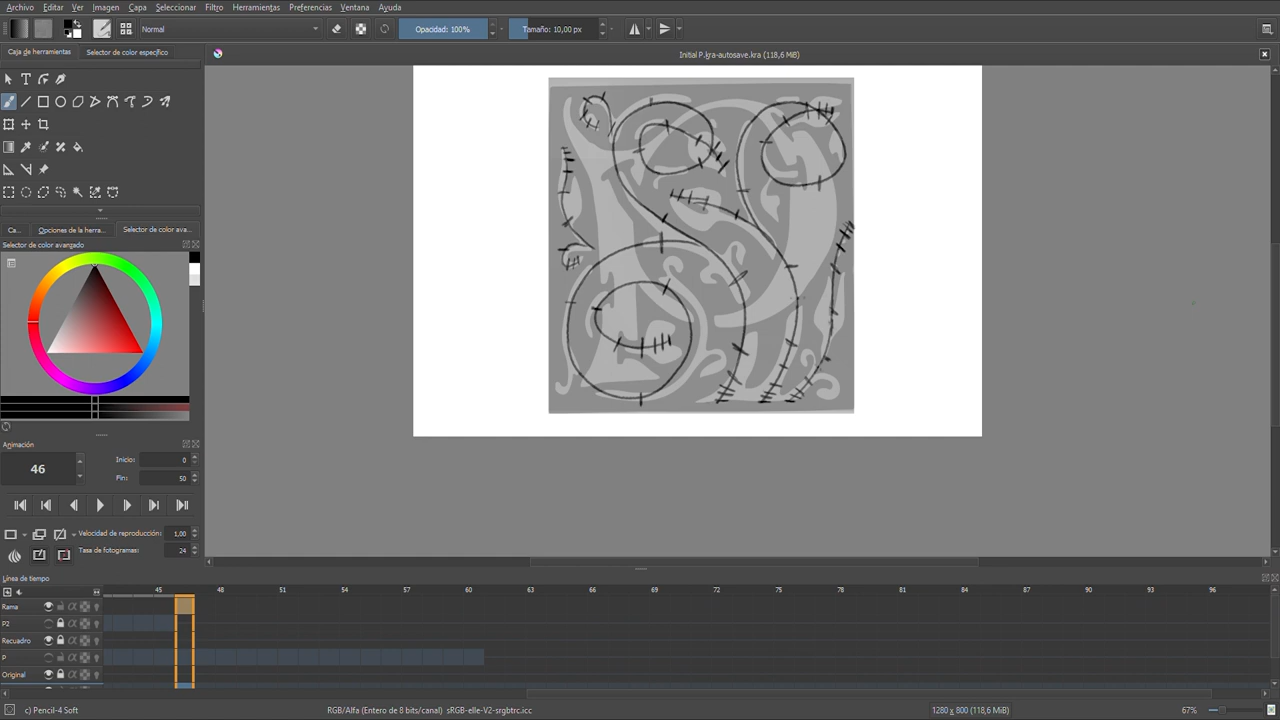 Archivo Editar Ver Imagen Capa Seleccionar Filtro Herramientas Preferencias Ventana Ayuda
Normal Opacidad: 100% Tamaño: 10,00 px
Caja de herramientas Selector de color específico Initial P.kra-autosave.kra (118,6 MiB)
Ca... Opciones de la herra... Selector de color ava...
Selector de color avanzado
Animación
46 Inicio: 0
Fin: 50
Velocidad de reproducción: 1,00
Tasa de fotogramas: 24
Línea de tiempo
45 48 51 54 57 60 63 66 69 72 75 78 81 84 87 90 93 96
Rama
P2
Recuadro
P
Original
c) Pencil-4 Soft RGB/Alfa (Entero de 8 bits/canal) sRGB-elle-V2-srgbtrc.icc 1280 x 800 (118,6 MiB) 67%